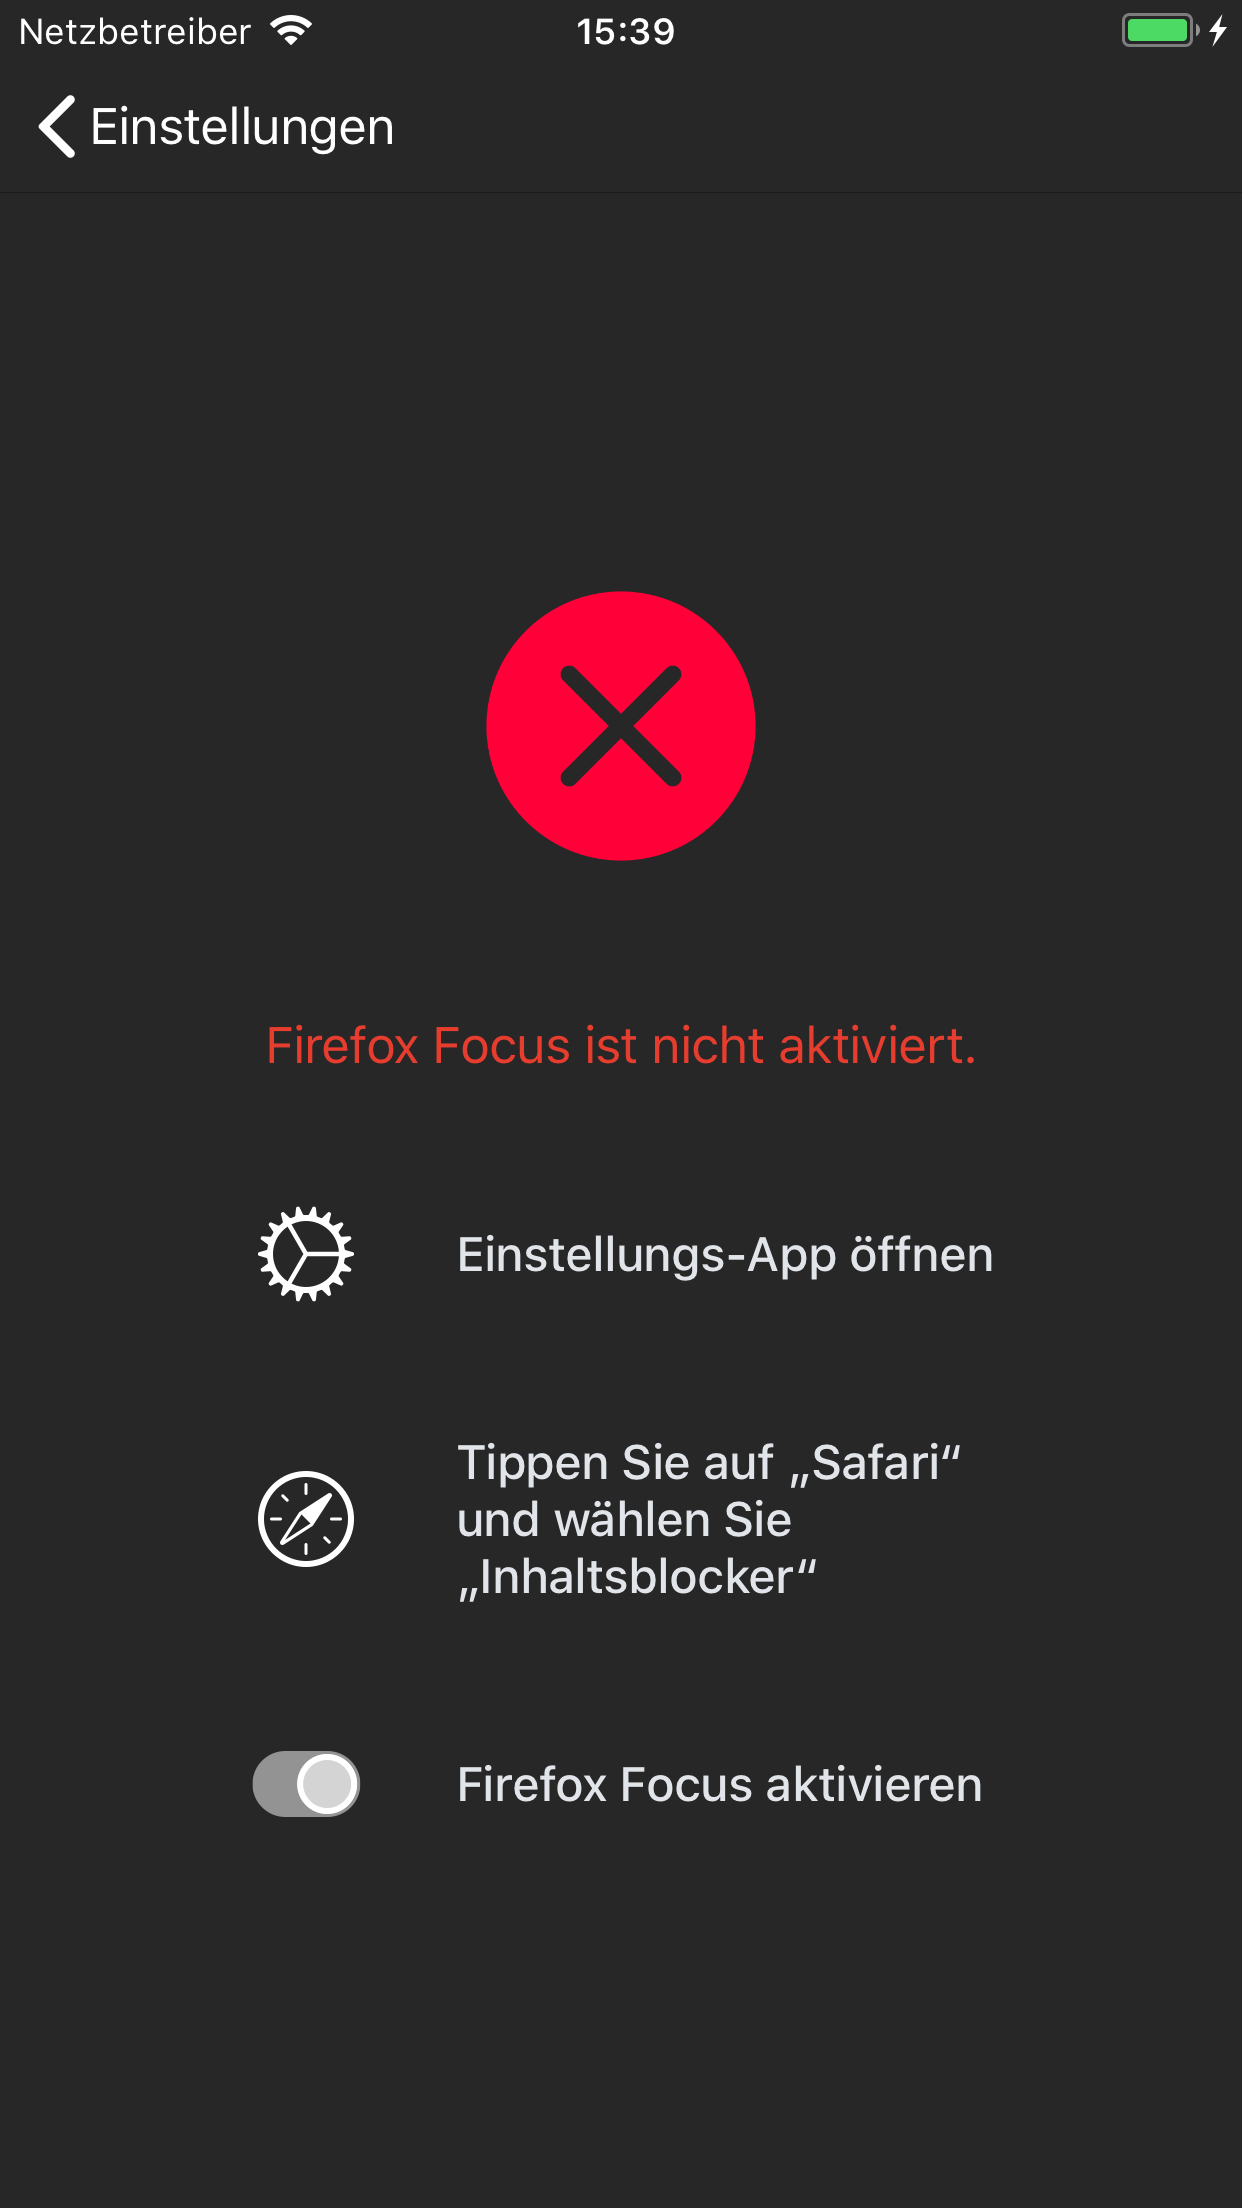 Netzbetreiber 15:39
Einstellungen
Firefox Focus ist nicht aktiviert.
Einstellungs-App öffnen
Tippen Sie auf „Safari“
und wählen Sie
„Inhaltsblocker“
Firefox Focus aktivieren